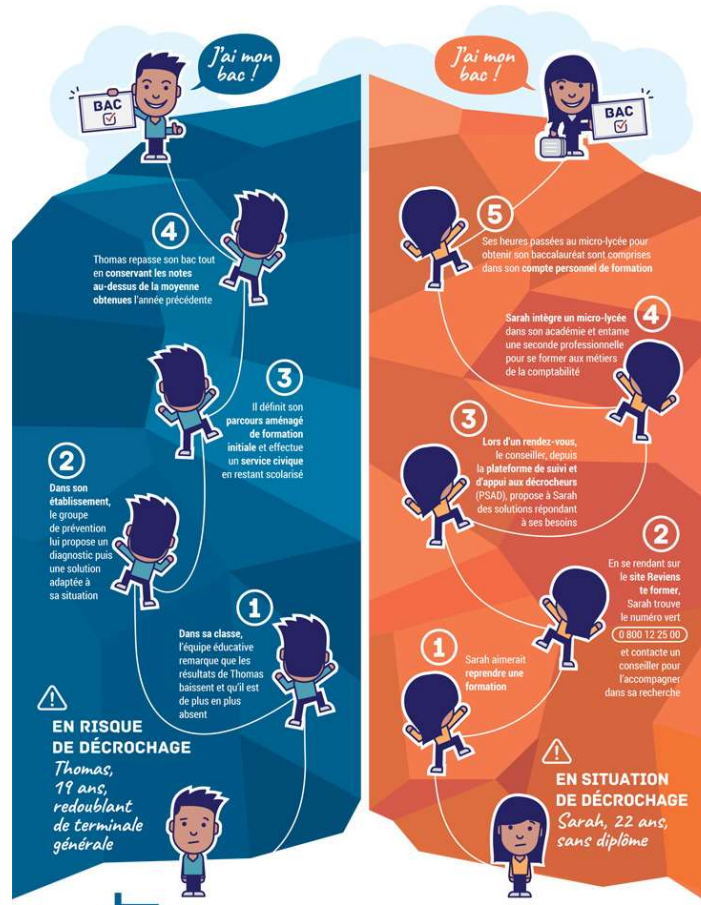 J'ai mon
bac !
BAC
4
Thomas repasse son bac tout
en conservant les notes
au-dessus de la moyenne
obtenues l'année précédente
3
Il définit son
parcours aménagé
de formation
initiale et effectue
un service civique
en restant scolarisé
2
Dans son
établissement,
le groupe
de prévention
lui propose un
diagnostic puis
une solution
adaptée à
sa situation
1
Dans sa classe,
l'équipe éducative
remarque que les
résultats de Thomas
baissent et qu'il est
de plus en plus
absent
EN RISQUE
DE DÉCROCHAGE
Thomas,
19 ans,
redoublant
de terminale
générale
J'ai mon
bac !
BAC
5
Ses heures passées au micro-lycée pour
obtenir son baccalauréat sont comprises
dans son compte personnel de formation
4
Sarah intègre un micro-lycée
dans son académie et entame
une seconde professionnelle
pour se former aux métiers
de la comptabilité
3
Lors d'un rendez-vous,
le conseiller, depuis
la plateforme de suivi et
d'appui aux décrocheurs
(PSAD), propose à Sarah
des solutions répondant
à ses besoins
2
En se rendant sur
le site Reviens
te former,
Sarah trouve
le numéro vert
0 800 12 25 00
et contacte un
conseiller pour
l'accompagner
dans sa recherche
1
Sarah aimerait
reprendre une
formation
EN SITUATION
DE DÉCROCHAGE
Sarah, 22 ans,
sans diplôme